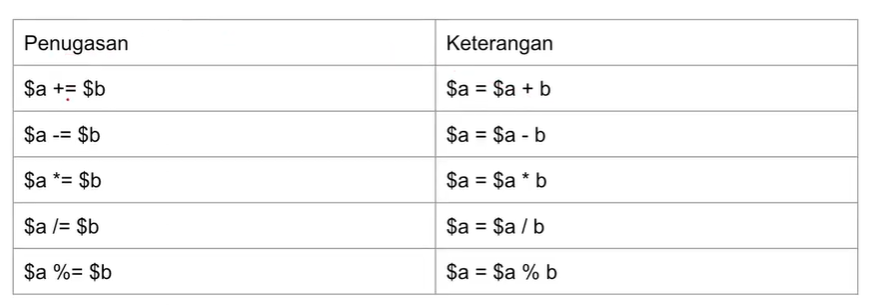 Penugasan Keterangan
$a += $b $a = $a + b
$a -= $b $a = $a - b
$a *= $b $a = $a * b
$a /= $b $a = $a / b
$a %= $b $a = $a % b